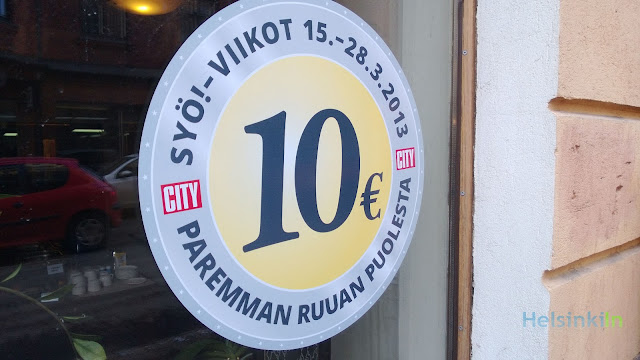 SYÖ!-VIIKOT 15.-28.3.2013
CITY
10€
CITY
PAREMMAN RUUAN PUOLESTA
Helsinkiin